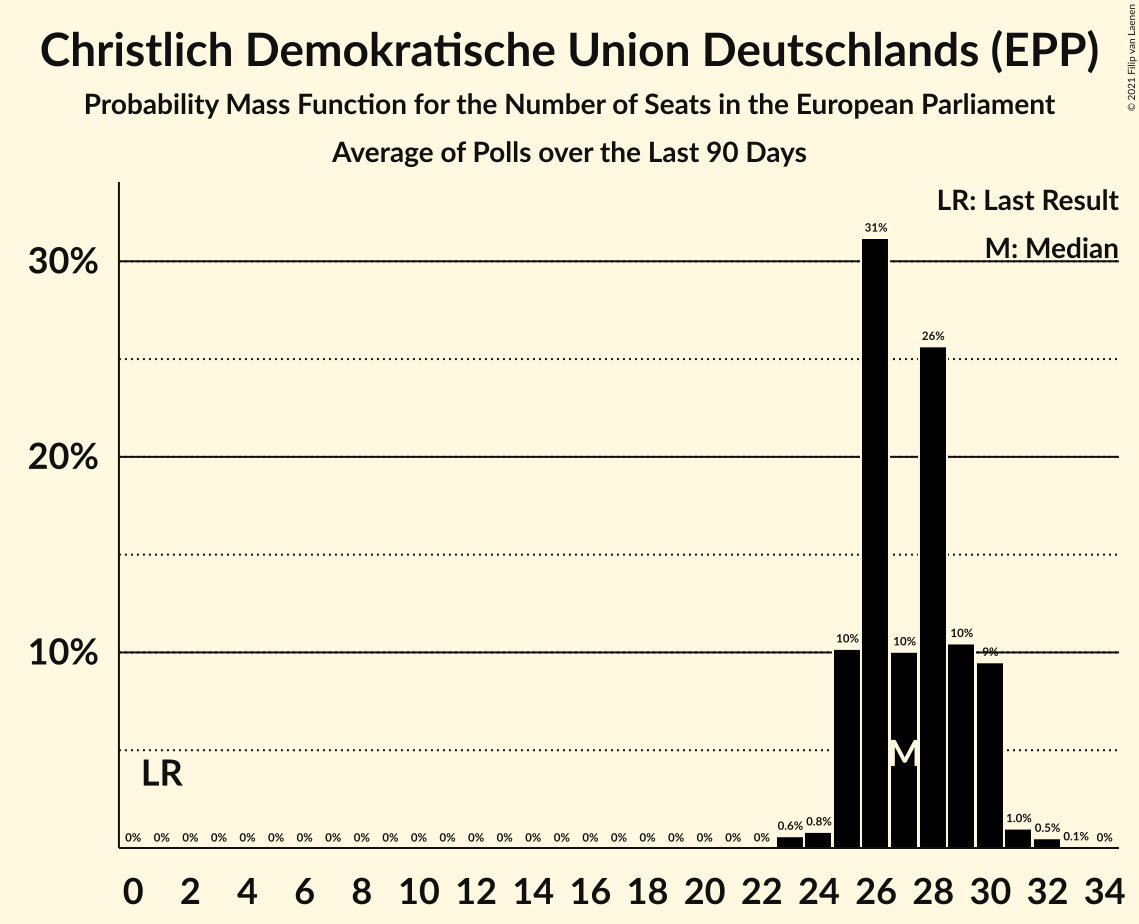 Christlich Demokratische Union Deutschlands (EPP)
Probability Mass Function for the Number of Seats in the European Parliament
Average of Polls over the Last 90 Days
© 2021 Filip van Laenen
LR: Last Result
M: Median
30%
20%
10%
31%
26%
10%
10%
10%
9%
M
LR
0% 0% 0% 0% 0% 0% 0% 0% 0% 0% 0% 0% 0% 0% 0% 0% 0% 0% 0% 0% 0% 0% 0% 0.6% 0.8% 1.0% 0.5% 0.1% 0%
0 2 4 6 8 10 12 14 16 18 20 22 24 26 28 30 32 34